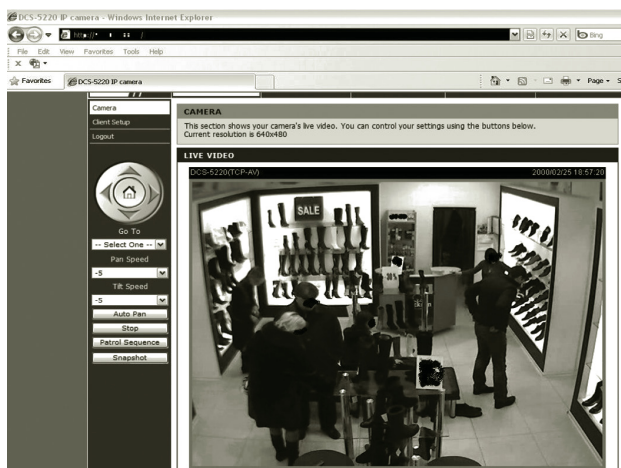 DCS-5220 IP camera - Windows Internet Explorer
Bing
File Edit View Favorites Tools Help
Favorites
DCS-5220 IP camera
Page
Camera
Client Setup
Logout
Go To
-- Select One --
Pan Speed
-5
Tilt Speed
-5
Auto Pan
Stop
Patrol Sequence
Snapshot
CAMERA
This section shows your camera's live video. You can control your settings using the buttons below.
Current resolution is 640x480
LIVE VIDEO
DCS-5220(TCP-AV) 2000/02/25 18:57:20
SALE